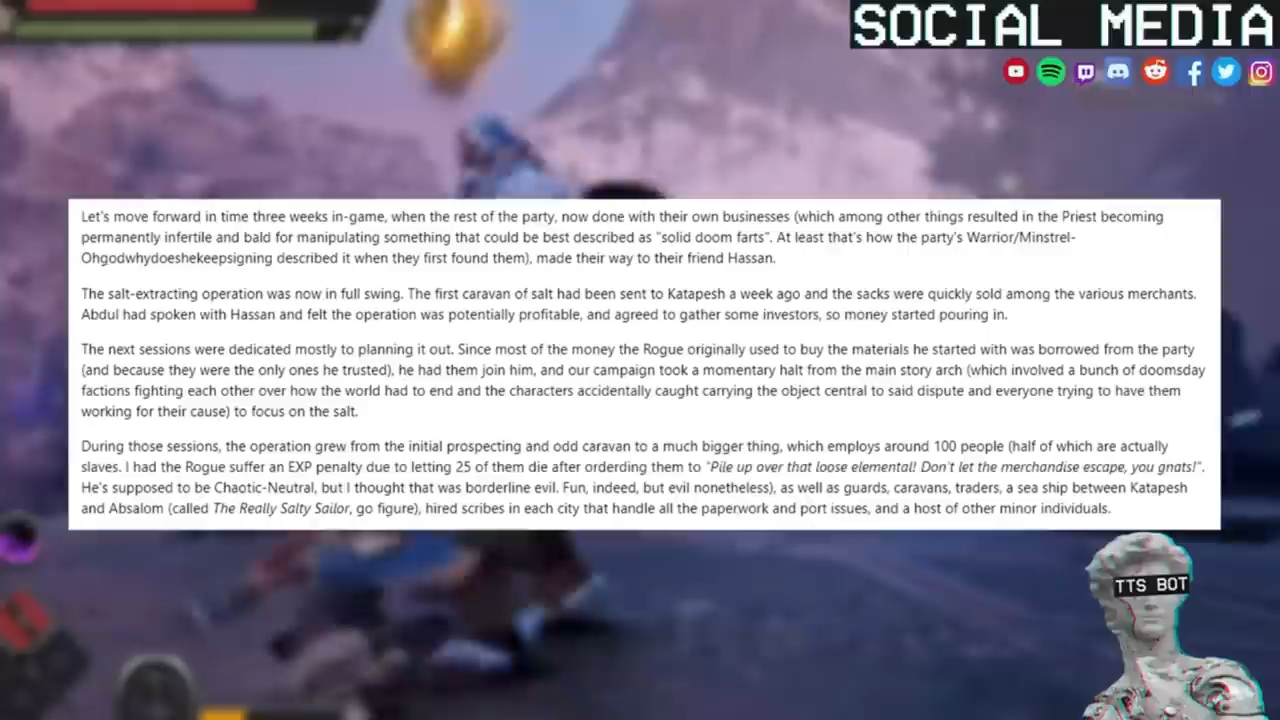 SOCIAL MEDIA
Let's move forward in time three weeks in-game, when the rest of the party, now done with their own businesses (which among other things resulted in the Priest becoming
permanently infertile and bald for manipulating something that could be best described as "solid doom farts". At least that's how the party's Warrior/Minstrel-
Ohgodwhydoeshekeepsigning described it when they first found them), made their way to their friend Hassan.
The salt-extracting operation was now in full swing. The first caravan of salt had been sent to Katapesh a week ago and the sacks were quickly sold among the various merchants.
Abdul had spoken with Hassan and felt the operation was potentially profitable, and agreed to gather some investors, so money started pouring in.
The next sessions were dedicated mostly to planning it out. Since most of the money the Rogue originally used to buy the materials he started with was borrowed from the party
(and because they were the only ones he trusted), he had them join him, and our campaign took a momentary halt from the main story arch (which involved a bunch of doomsday
factions fighting each other over how the world had to end and the characters accidentally caught carrying the object central to said dispute and everyone trying to have them
working for their cause) to focus on the salt.
During those sessions, the operation grew from the initial prospecting and odd caravan to a much bigger thing, which employs around 100 people (half of which are actually
slaves. I had the Rogue suffer an EXP penalty due to letting 25 of them die after orderding them to "Pile up over that loose elemental! Don't let the merchandise escape, you gnats!".
He's supposed to be Chaotic-Neutral, but I thought that was borderline evil. Fun, indeed, but evil nonetheless), as well as guards, caravans, traders, a sea ship between Katapesh
and Absalom (called The Really Salty Sailor, go figure), hired scribes in each city that handle all the paperwork and port issues, and a host of other minor individuals.
TTS BOT